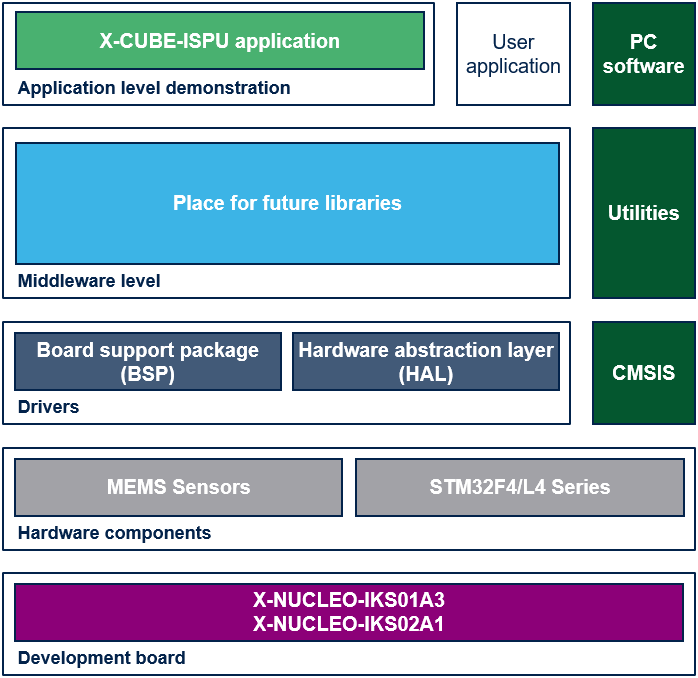 X-CUBE-ISPU application
Application level demonstration
User
application
PC
software
Place for future libraries
Middleware level
Utilities
Board support package
(BSP)
Hardware abstraction layer
(HAL)
Drivers
CMSIS
MEMS Sensors
STM32F4/L4 Series
Hardware components
X-NUCLEO-IKS01A3
X-NUCLEO-IKS02A1
Development board